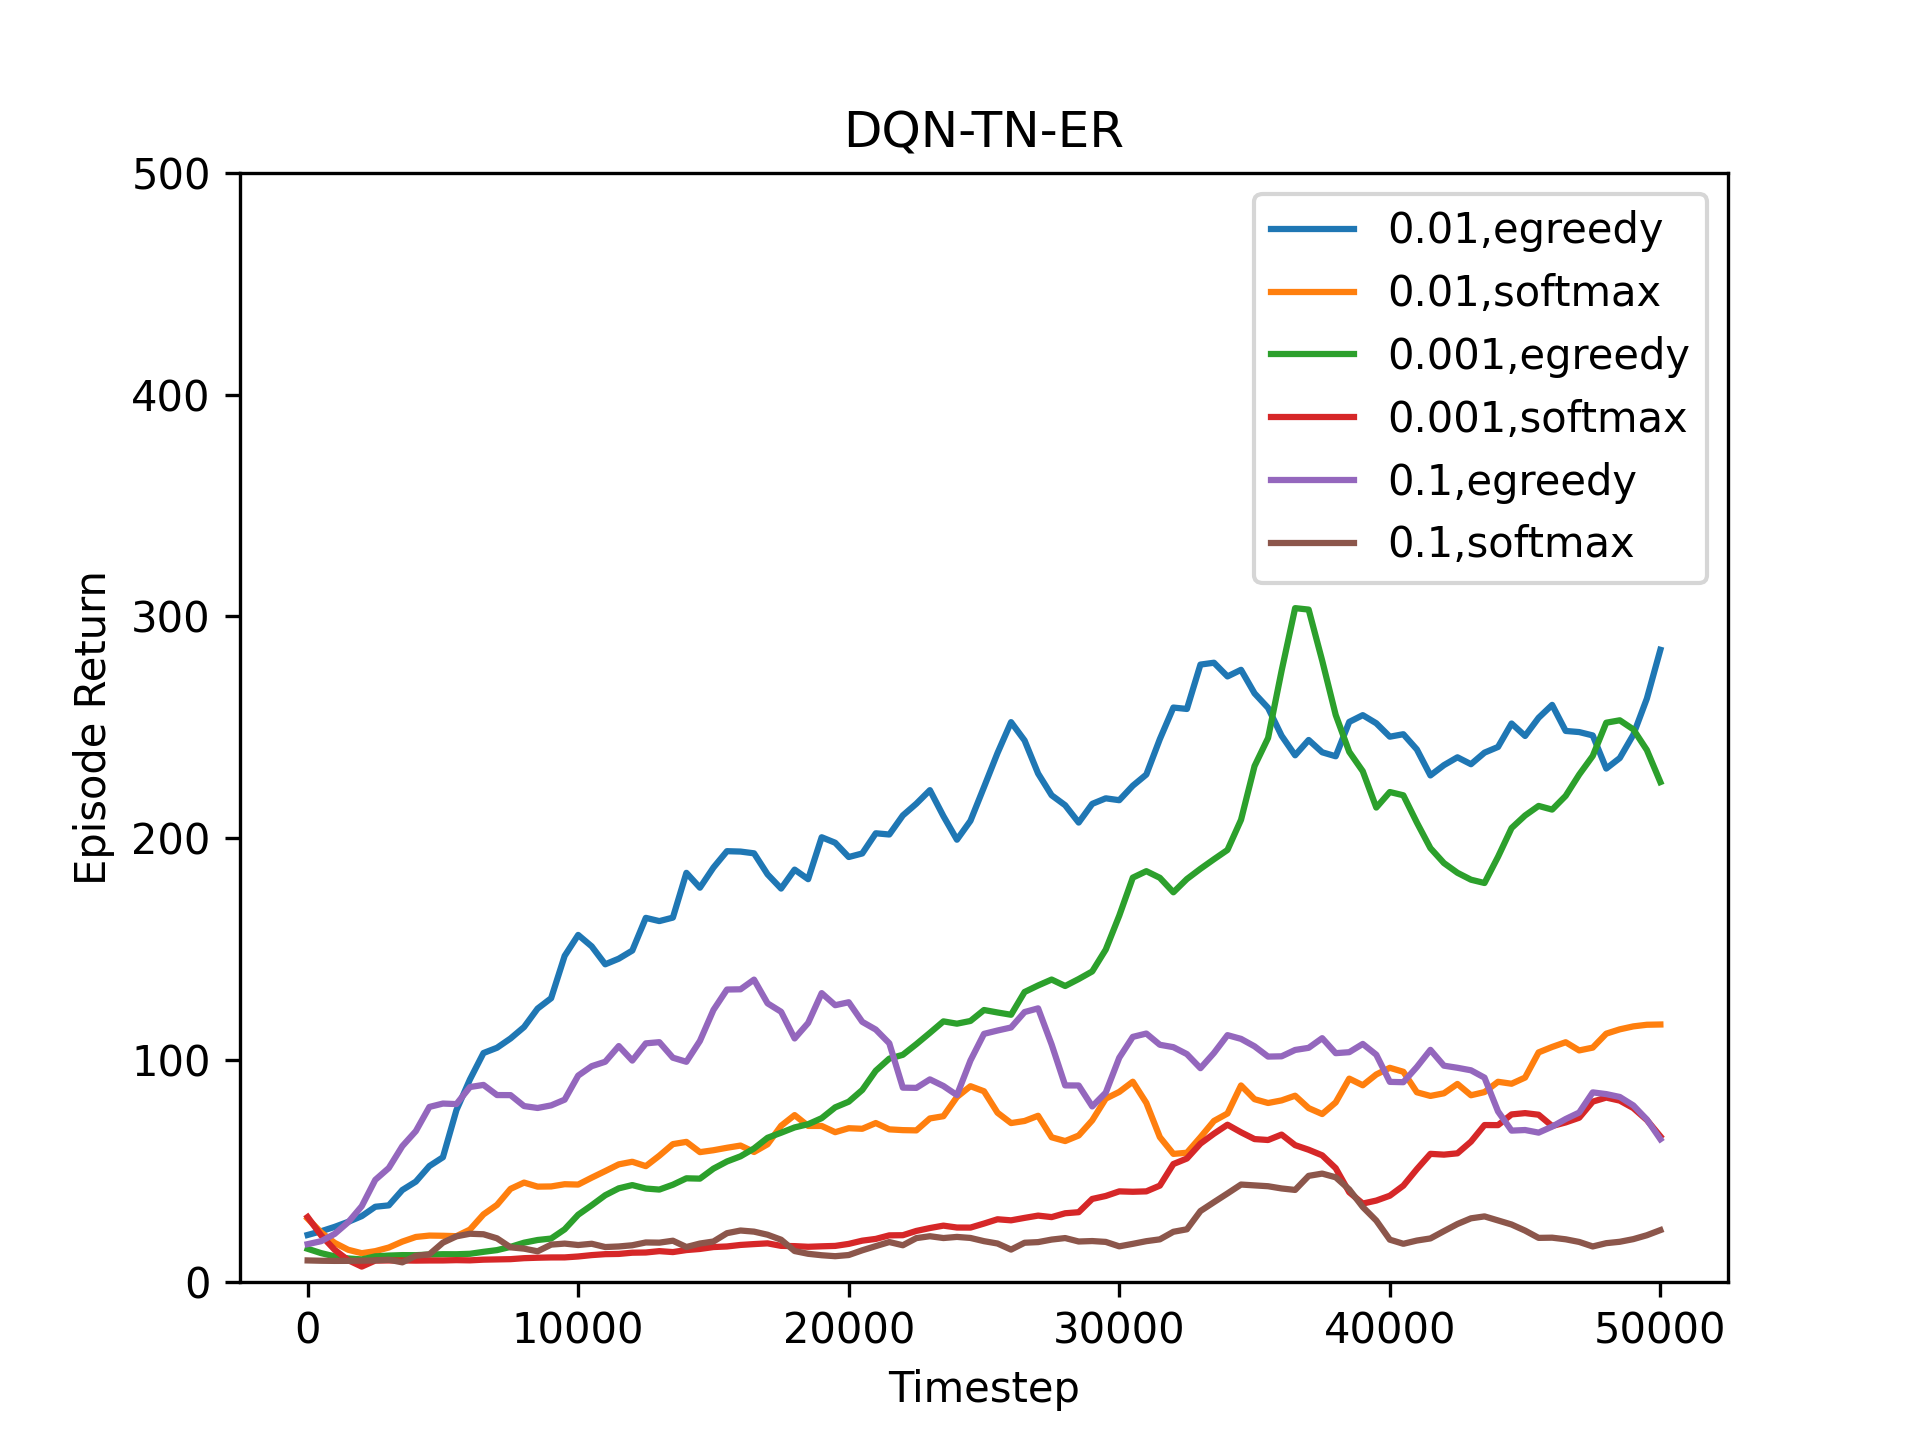 DQN-TN-ER
500
400
300
200
100
0
Episode Return
0.01,egreedy
0.01,softmax
0.001,egreedy
0.001,softmax
0.1,egreedy
0.1,softmax
0 10000 20000 30000 40000 50000
Timestep